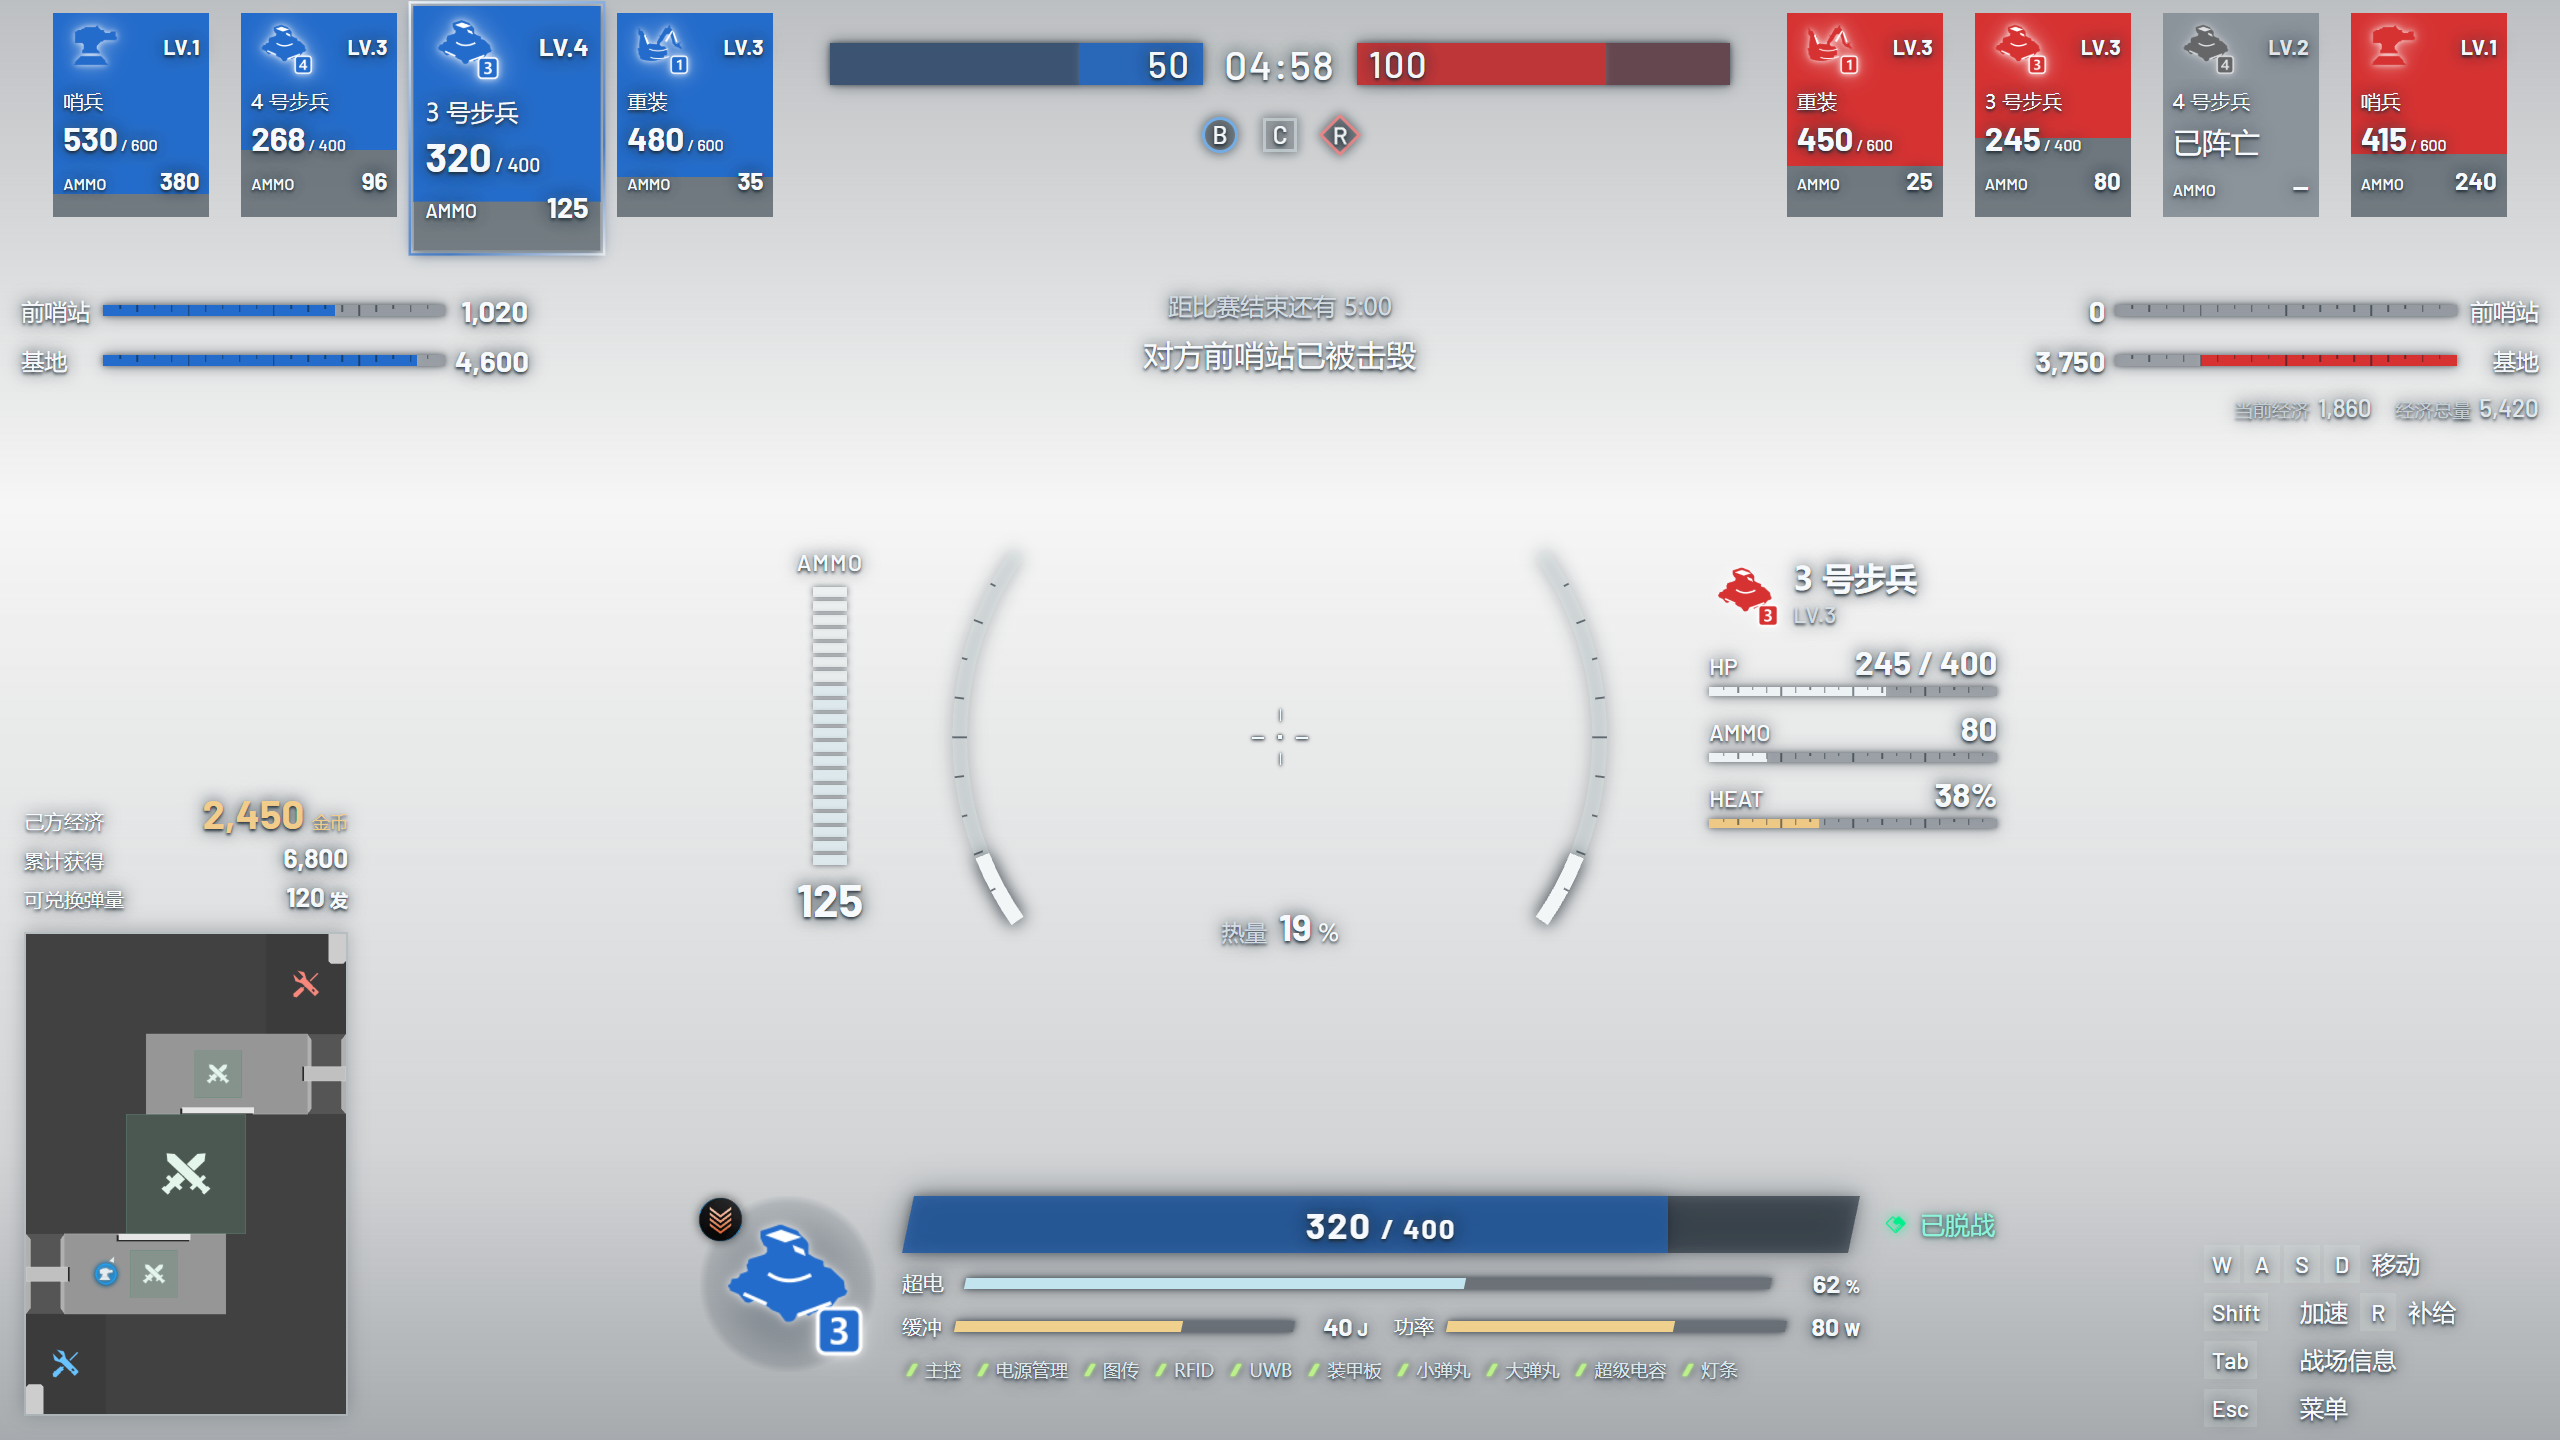 LV.1
哨兵
530 / 600
AMMO 380
LV.3
4
4 号步兵
268 / 400
AMMO 96
LV.4
3
3 号步兵
320 / 400
AMMO 125
LV.3
1
重装
480 / 600
AMMO 35
50 04:58 100
B C R
LV.3
1
重装
450 / 600
AMMO 25
LV.3
3
3 号步兵
245 / 400
AMMO 80
LV.2
4
4 号步兵
已阵亡
AMMO –
LV.1
哨兵
415 / 600
AMMO 240
前哨站 1,020
基地 4,600
距比赛结束还有 5:00
对方前哨站已被击毁
0 前哨站
3,750 基地
当前经济 1,860 经济总量 5,420
AMMO
125
热量 19 %
3 号步兵
LV.3
3
HP 245 / 400
AMMO 80
HEAT 38%
己方经济 2,450 金币
累计获得 6,800
可兑换弹量 120 发
3
320 / 400
已脱战
超电 62 %
缓冲 40 J 功率 80 W
主控 电源管理 图传 RFID UWB 装甲板 小弹丸 大弹丸 超级电容 灯条
W A S D 移动
Shift 加速 R 补给
Tab 战场信息
Esc 菜单